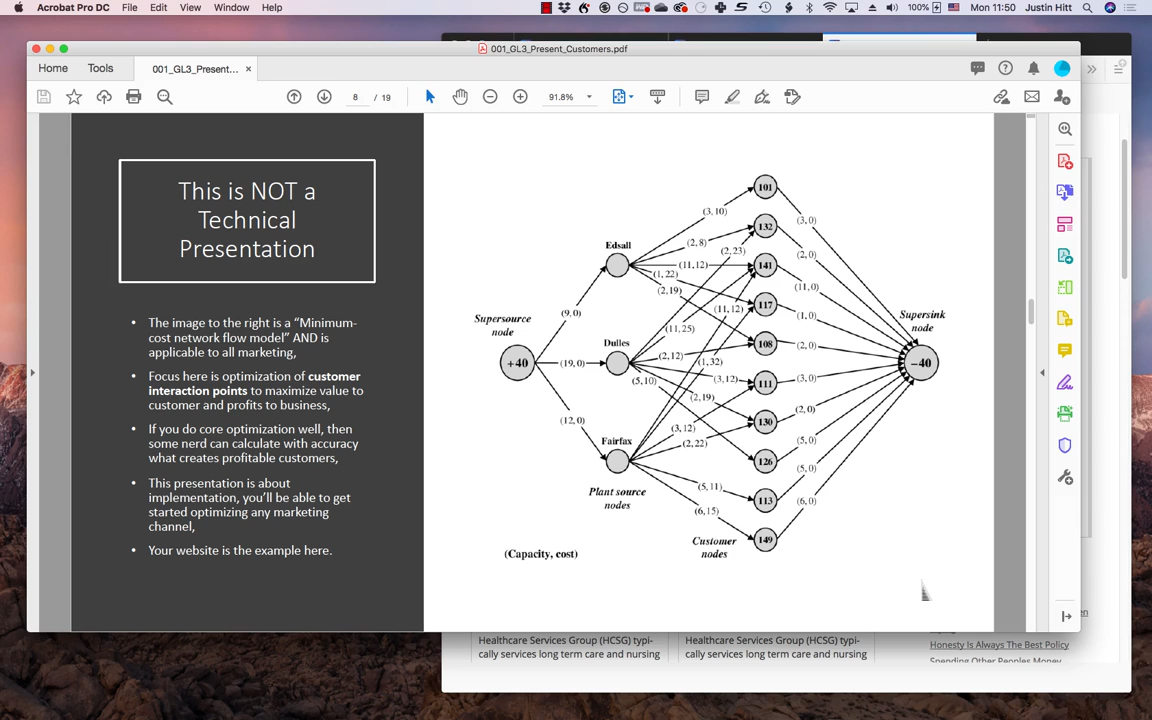 Acrobat Pro DC File Edit View Window Help 100% Mon 11:50 Justin Hitt
001_GL3_Present_Customers.pdf
Home Tools 001_GL3_Present... ×
8 / 19 91.8%
This is NOT a
Technical
Presentation
• The image to the right is a “Minimum-
cost network flow model” AND is
applicable to all marketing,
• Focus here is optimization of customer
interaction points to maximize value to
customer and profits to business,
• If you do core optimization well, then
some nerd can calculate with accuracy
what creates profitable customers,
• This presentation is about
implementation, you’ll be able to get
started optimizing any marketing
channel,
• Your website is the example here.
101
(3, 10)
(3, 0)
132
Edsall
(2, 8)
(2, 23)
(2, 0)
(11, 12)
141
(1, 22)
(2, 19)
(11, 0)
117
(9, 0)
(11, 12)
Supersource
node
(1, 0)
Supersink
node
(11, 25)
Dulles
108
(2, 0)
(2, 12)
+40
(19, 0)
(1, 32)
−40
(5, 10)
(3, 12)
111
(3, 0)
(2, 19)
(2, 0)
(12, 0)
130
(3, 12)
Fairfax
(2, 22)
(5, 0)
126
(5, 0)
Plant source
nodes
(5, 11)
113
(6, 0)
(6, 15)
Customer
nodes
149
(Capacity, cost)
Healthcare Services Group (HCSG) typi-
cally services long term care and nursing
Healthcare Services Group (HCSG) typi-
cally services long term care and nursing
Honesty Is Always The Best Policy
Spending Other Peoples Money